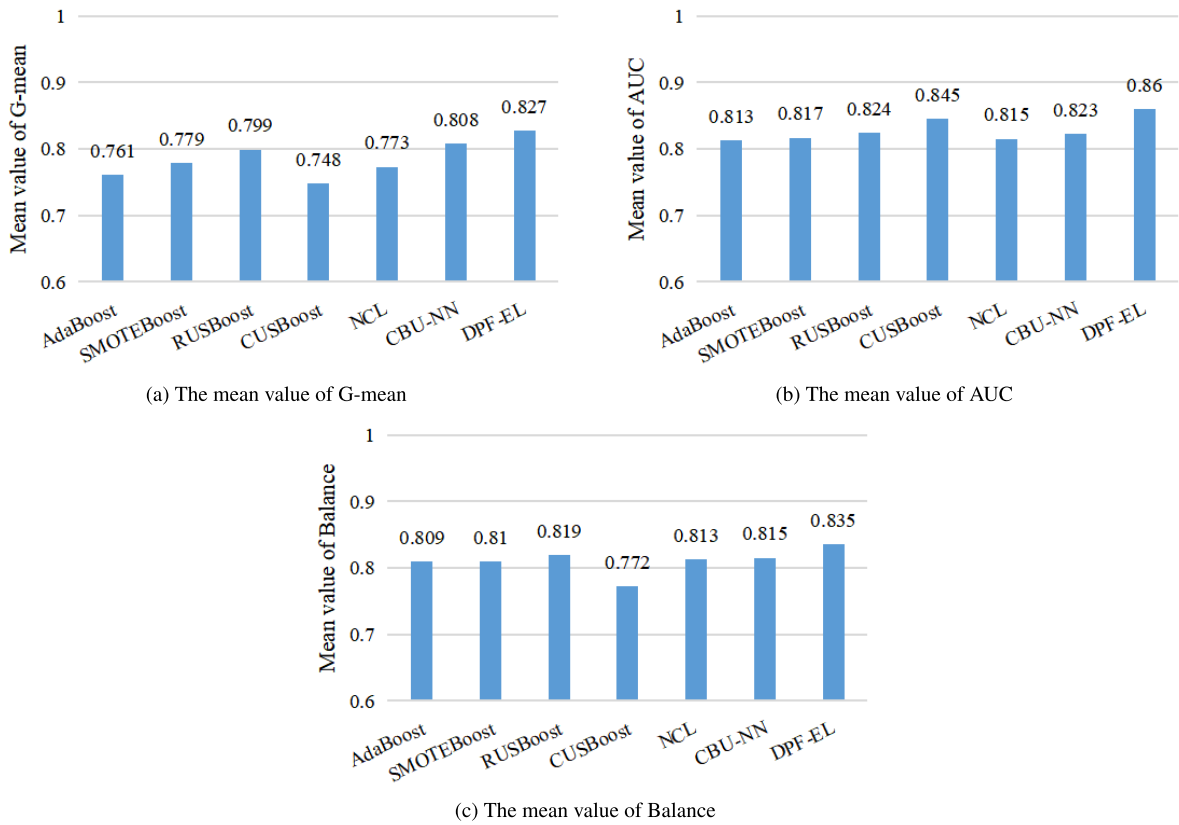 1
0.9
0.8
0.7
0.6
Mean value of G-mean
0.761
0.779
0.799
0.748
0.773
0.808
0.827
AdaBoost
SMOTEBoost
RUSBoost
CUSBoost
NCL
CBU-NN
DPF-EL
(a) The mean value of G-mean
1
0.9
0.8
0.7
0.6
Mean value of AUC
0.813
0.817
0.824
0.845
0.815
0.823
0.86
AdaBoost
SMOTEBoost
RUSBoost
CUSBoost
NCL
CBU-NN
DPF-EL
(b) The mean value of AUC
1
0.9
0.8
0.7
0.6
Mean value of Balance
0.809
0.81
0.819
0.772
0.813
0.815
0.835
AdaBoost
SMOTEBoost
RUSBoost
CUSBoost
NCL
CBU-NN
DPF-EL
(c) The mean value of Balance